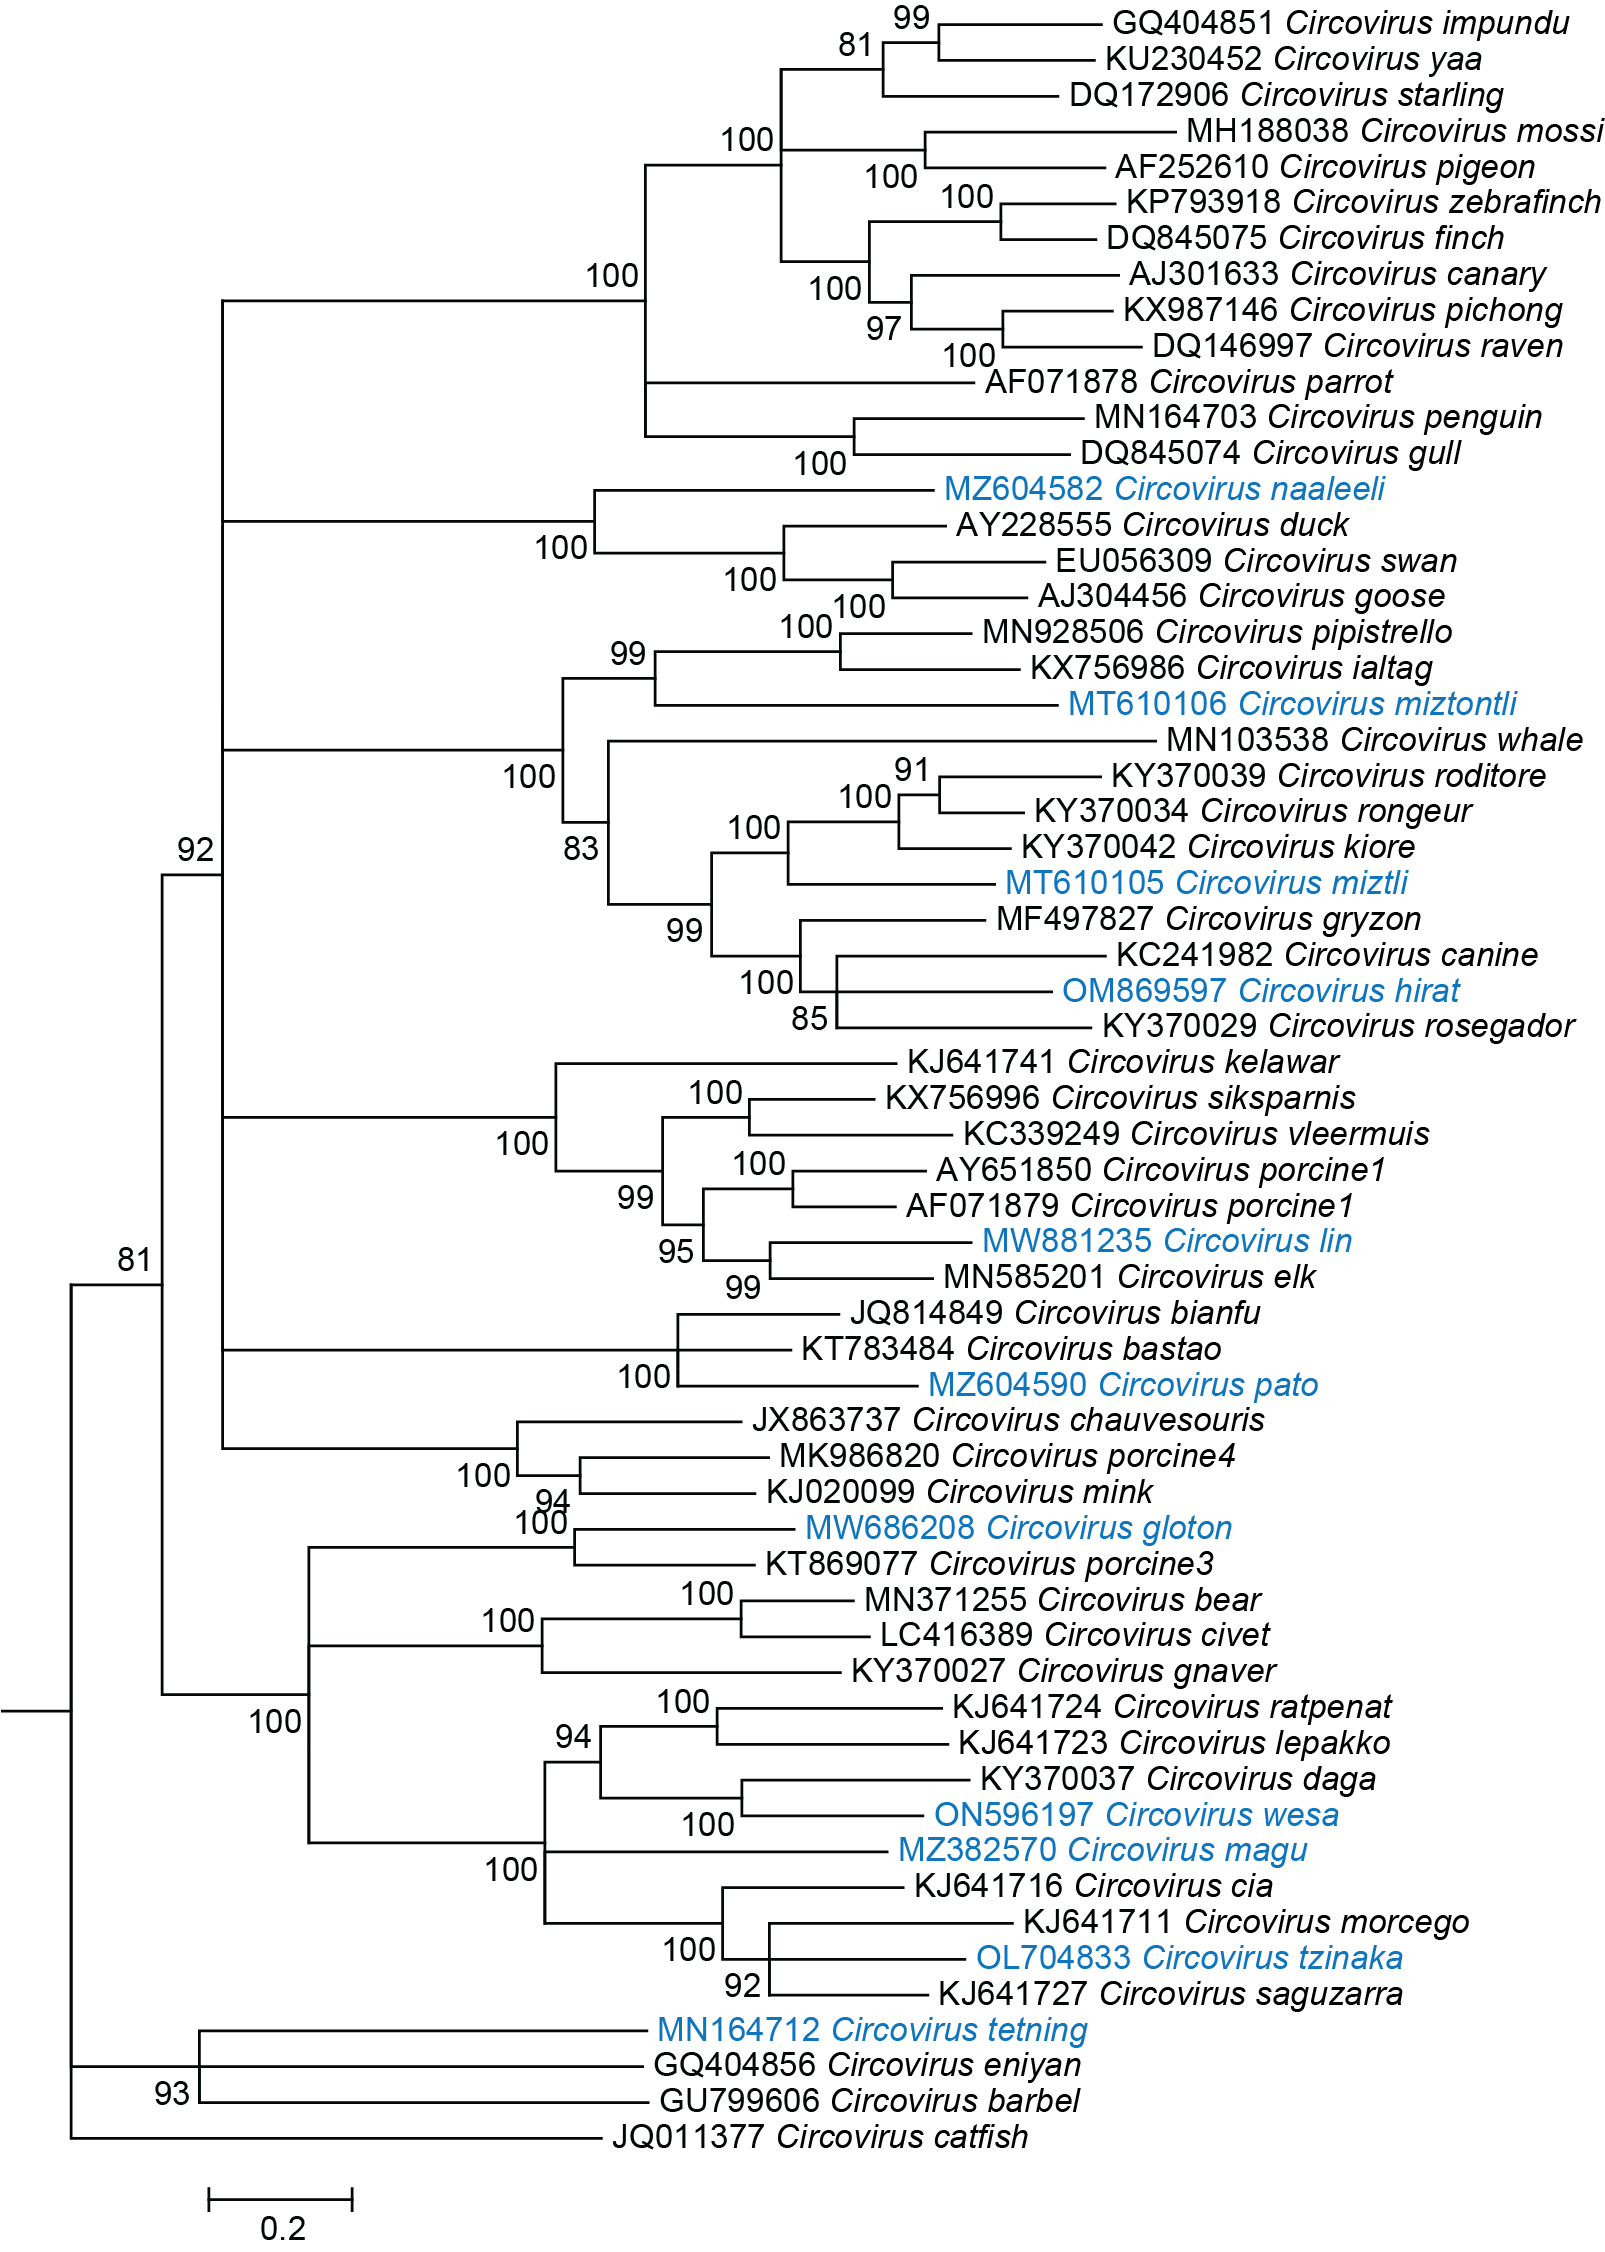 99
GQ404851 Circovirus impundu
81
KU230452 Circovirus yaa
DQ172906 Circovirus starling
100
MH188038 Circovirus mossi
100
AF252610 Circovirus pigeon
100
KP793918 Circovirus zebrafinch
DQ845075 Circovirus finch
100
100
AJ301633 Circovirus canary
97
KX987146 Circovirus pichong
100
DQ146997 Circovirus raven
AF071878 Circovirus parrot
MN164703 Circovirus penguin
100
DQ845074 Circovirus gull
MZ604582 Circovirus naaleeli
100
AY228555 Circovirus duck
100
EU056309 Circovirus swan
100
AJ304456 Circovirus goose
100
MN928506 Circovirus pipistrello
99
KX756986 Circovirus ialtag
MT610106 Circovirus miztontli
MN103538 Circovirus whale
100
91
KY370039 Circovirus roditore
100
KY370034 Circovirus rongeur
100
83
KY370042 Circovirus kiore
92
MT610105 Circovirus miztli
99
MF497827 Circovirus gryzon
KC241982 Circovirus canine
100
OM869597 Circovirus hirat
85
KY370029 Circovirus rosegador
KJ641741 Circovirus kelawar
100
KX756996 Circovirus siksparnis
100
KC339249 Circovirus vleermuis
100
AY651850 Circovirus porcine1
99
AF071879 Circovirus porcine1
95
MW881235 Circovirus lin
81
99
MN585201 Circovirus elk
JQ814849 Circovirus bianfu
KT783484 Circovirus bastao
100
MZ604590 Circovirus pato
JX863737 Circovirus chauvesouris
100
MK986820 Circovirus porcine4
94
KJ020099 Circovirus mink
100
MW686208 Circovirus gloton
KT869077 Circovirus porcine3
100
MN371255 Circovirus bear
100
LC416389 Circovirus civet
KY370027 Circovirus gnaver
100
100
KJ641724 Circovirus ratpenat
94
KJ641723 Circovirus lepakko
KY370037 Circovirus daga
100
ON596197 Circovirus wesa
100
MZ382570 Circovirus magu
KJ641716 Circovirus cia
100
KJ641711 Circovirus morcego
92
OL704833 Circovirus tzinaka
KJ641727 Circovirus saguzarra
MN164712 Circovirus tetning
GQ404856 Circovirus eniyan
93
GU799606 Circovirus barbel
JQ011377 Circovirus catfish
0.2